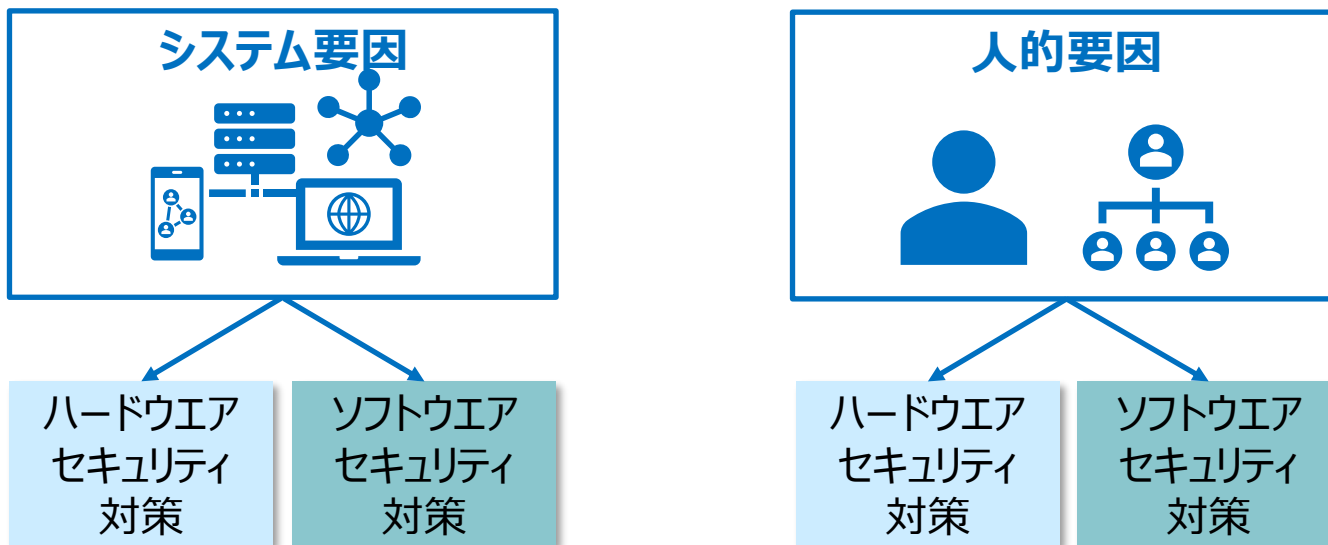 システム要因
人的要因
ハードウエア
セキュリティ
対策
ソフトウエア
セキュリティ
対策
ハードウエア
セキュリティ
対策
ソフトウエア
セキュリティ
対策